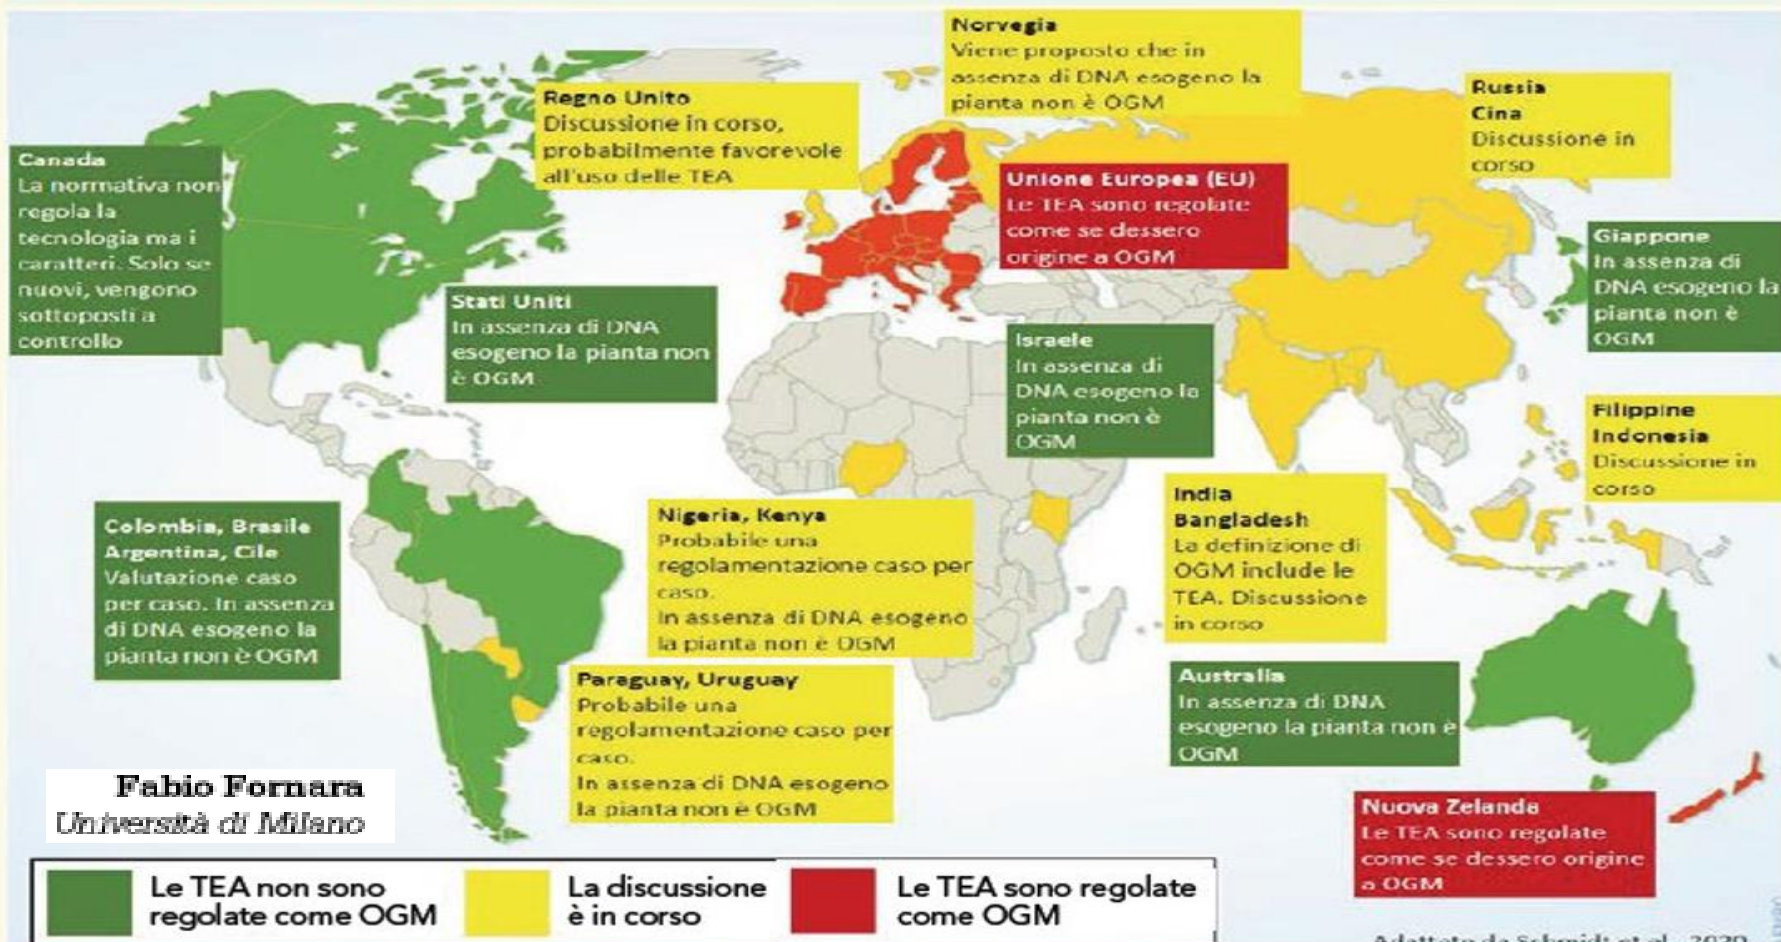 Norvegia
Viene proposto che in
assenza di DNA esogeno la
pianta non è OGM
Regno Unito
Discussione in corso,
probabilmente favorevole
all'uso delle TEA
Russia
Cina
Discussione in
corso
Canada
La normativa non
regola la
tecnologia ma i
caratteri. Solo se
nuovi, vengono
sottoposti a
controllo
Unione Europea (EU)
Le TEA sono regolate
come se dessero
origine a OGM
Giappone
In assenza di
DNA esogeno la
pianta non è
OGM
Stati Uniti
In assenza di DNA
esogeno la pianta non
è OGM
Israele
In assenza di
DNA esogeno la
pianta non è
OGM
Filippine
Indonesia
Discussione in
corso
Colombia, Brasile
Argentina, Cile
Valutazione caso
per caso. In assenza
di DNA esogeno la
pianta non è OGM
Nigeria, Kenya
Probabile una
regolamentazione caso per
caso.
In assenza di DNA esogeno
la pianta non è OGM
India
Bangladesh
La definizione di
OGM include le
TEA. Discussione
in corso
Paraguay, Uruguay
Probabile una
regolamentazione caso per
caso.
In assenza di DNA esogeno
la pianta non è OGM
Australia
In assenza di DNA
esogeno la pianta non è
OGM
Fabio Fornara
Università di Milano
Nuova Zelanda
Le TEA sono regolate
come se dessero origine
a OGM
Le TEA non sono
regolate come OGM
La discussione
è in corso
Le TEA sono regolate
come OGM
Adattato da Schmidt et al., 2020